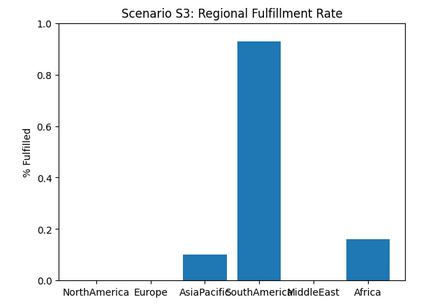 Scenario S3: Regional Fulfillment Rate
1.0
0.8
0.6
0.4
0.2
0.0
% Fulfilled
NorthAmerica Europe AsiaPacific SouthAmerica MiddleEast Africa